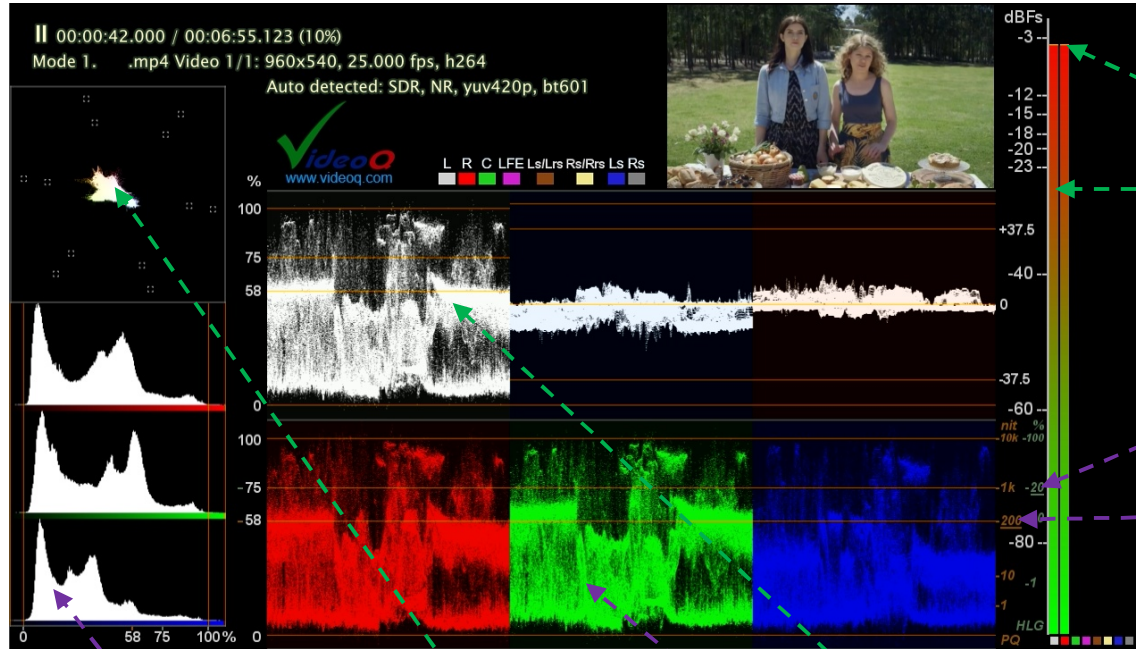 II 00:00:42.000 / 00:06:55.123 (10%)
Mode 1. .mp4 Video 1/1: 960x540, 25.000 fps, h264
Auto detected: SDR, NR, yuv420p, bt601
VideoQ
www.videoq.com
L R C LFE Ls/Lrs Rs/Rrs Ls Rs
%
100
75
58
0
+37.5
0
-37.5
dBFs
-3
-12
-15
-18
-20
-23
-40
-60
-80
100
-75
-58
0
nit %
-10k -100
-1k -20
-200
-10
-1
-1
HLG
PQ
0 58 75 100%